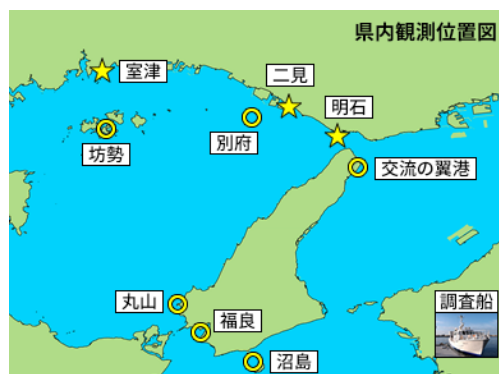 県内観測位置図
室津
二見
明石
別府
坊勢
交流の翼港
丸山
福良
沼島
調査船